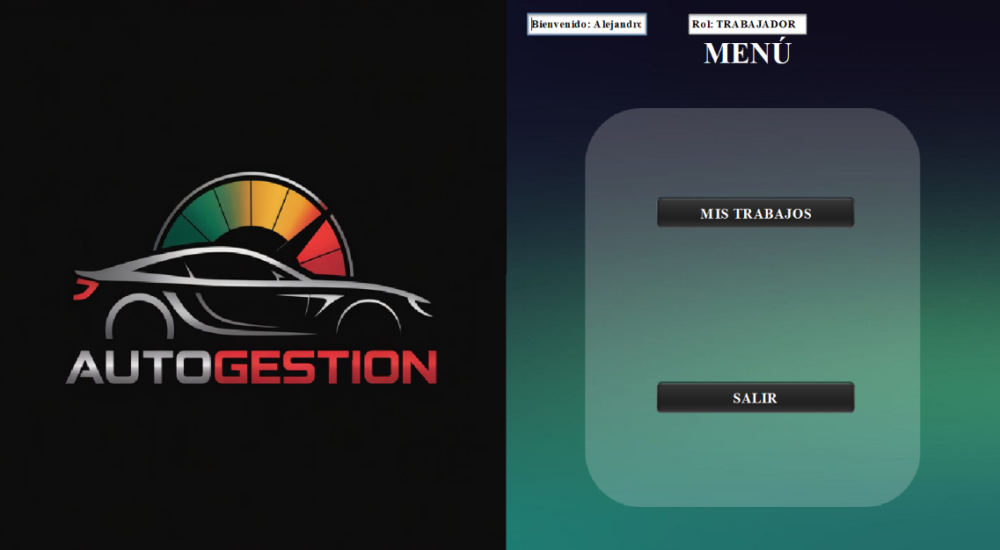 Bienvenido: Alejandro
Rol: TRABAJADOR
MENÚ
MIS TRABAJOS
SALIR
AUTOGESTION